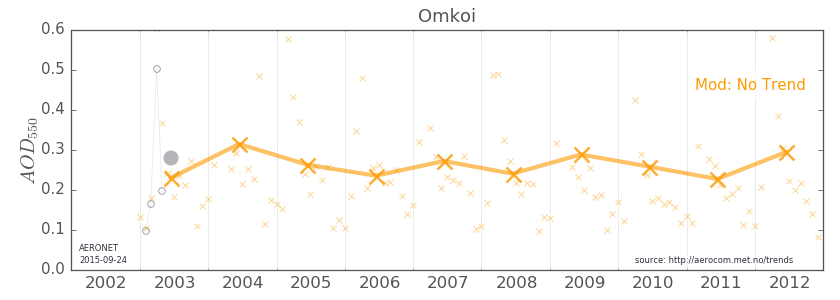 Omkoi
0.6
0.5
0.4
0.3
0.2
0.1
0.0
AOD550
Mod: No Trend
AERONET
2015-09-24
source: http://aerocom.met.no/trends
2002 2003 2004 2005 2006 2007 2008 2009 2010 2011 2012